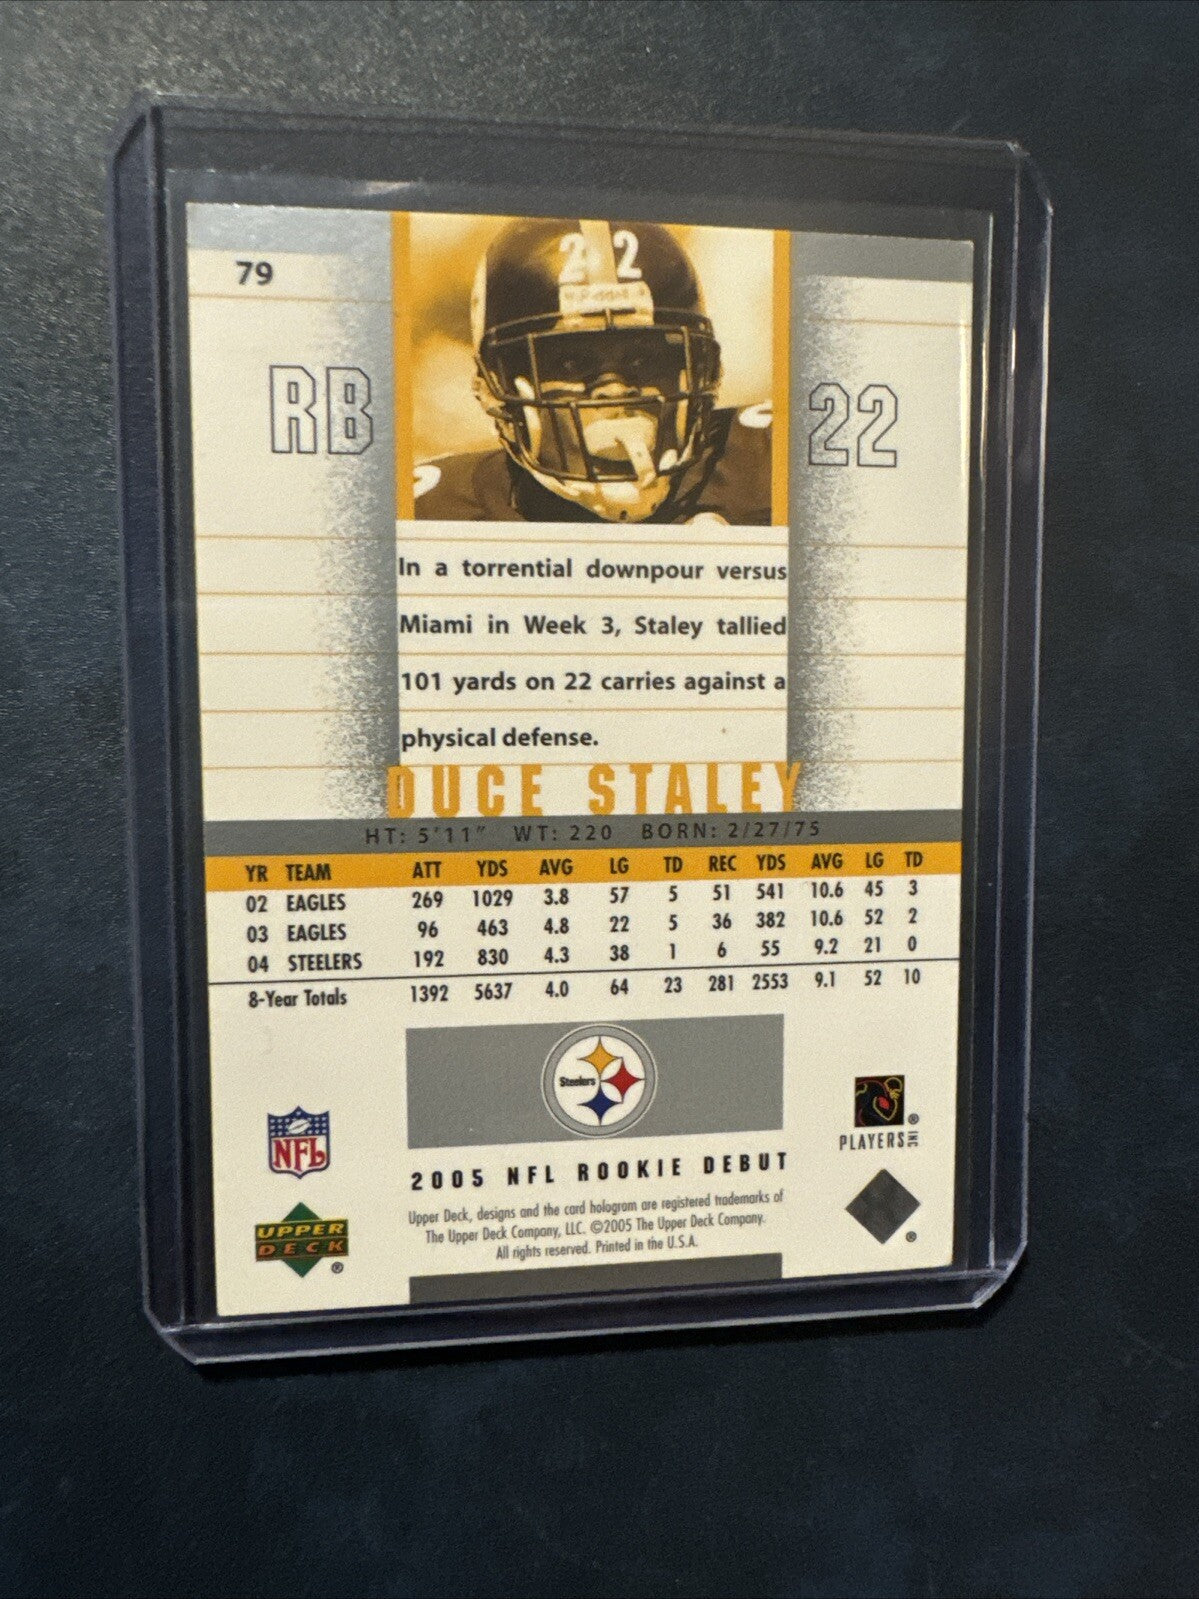 79
22
RB
22
In a torrential downpour versus
Miami in Week 3, Staley tallied
101 yards on 22 carries against a
physical defense.
DUCE STALEY
HT: 5'11" WT: 220 BORN: 2/27/75
YR TEAM ATT YDS AVG LG TD REC YDS AVG LG TD
02 EAGLES 269 1029 3.8 57 5 51 541 10.6 45 3
03 EAGLES 96 463 4.8 22 5 36 382 10.6 52 2
04 STEELERS 192 830 4.3 38 1 6 55 9.2 21 0
8-Year Totals 1392 5637 4.0 64 23 281 2553 9.1 52 10
Steelers
NFL
PLAYERS INC ®
2005 NFL ROOKIE DEBUT
Upper Deck, designs and the card hologram are registered trademarks of
The Upper Deck Company, LLC. ©2005 The Upper Deck Company.
All rights reserved. Printed in the U.S.A.
UPPER
DECK ®
®